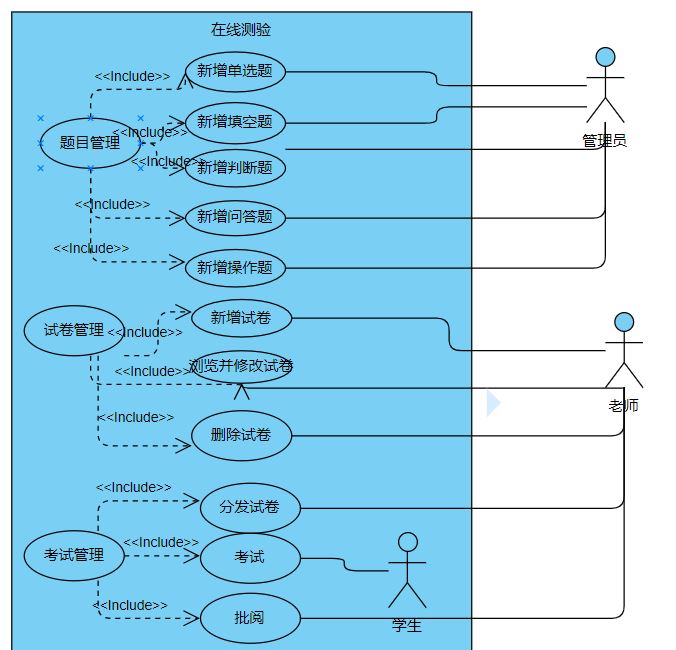 在线测验
<<Include>>
新增单选题
管理员
<<Include>>
新增填空题
题目管理
<<Include>>
新增判断题
<<Include>>
新增问答题
<<Include>>
新增操作题
试卷管理
<<Include>>
新增试卷
<<Include>>
浏览并修改试卷
老师
<<Include>>
删除试卷
<<Include>>
分发试卷
考试管理
<<Include>>
考试
学生
<<Include>>
批阅